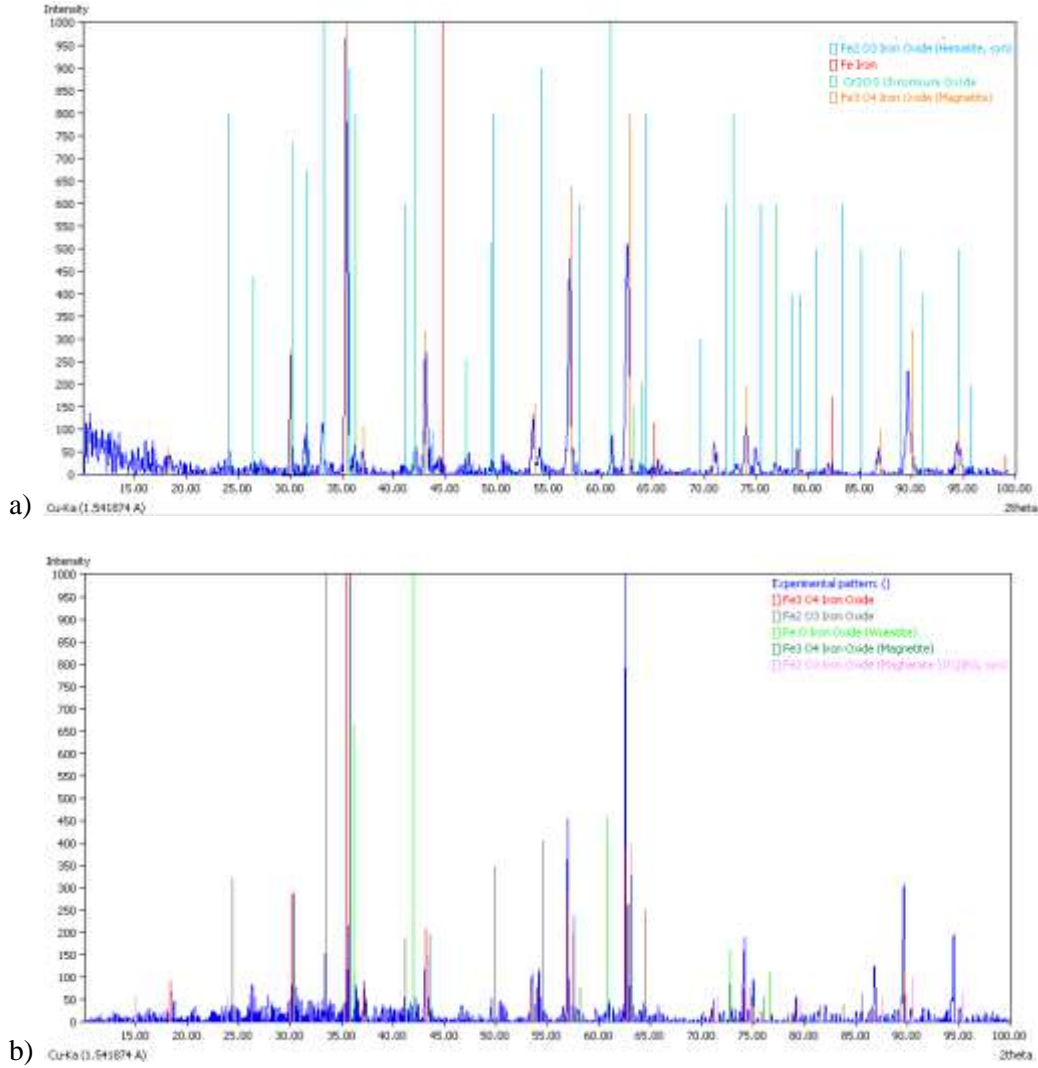 Intensity
1000
950
900
850
800
750
700
650
600
550
500
450
400
350
300
250
200
150
100
50
0
[] Fe2 O3 Iron Oxide (Hematite, syn)
[] Fe Iron
[] Chromium Oxide
[] Fe3 O4 Iron Oxide (Magnetite)
15.00 20.00 25.00 30.00 35.00 40.00 45.00 50.00 55.00 60.00 65.00 70.00 75.00 80.00 85.00 90.00 95.00 100.00
a) Cu-Ka (1.541874 A) 2theta
Intensity
1000
950
900
850
800
750
700
650
600
550
500
450
400
350
300
250
200
150
100
50
0
Experimental pattern: ()
[] Fe3 O4 Iron Oxide
[] Fe2 O3 Iron Oxide
[] Fe O Iron Oxide (Wuestite)
[] Fe3 O4 Iron Oxide (Magnetite)
[] Fe2 O3 Iron Oxide syn)
15.00 20.00 25.00 30.00 35.00 40.00 45.00 50.00 55.00 60.00 65.00 70.00 75.00 80.00 85.00 90.00 95.00 100.00
b) Cu-Ka (1.541874 A) 2theta